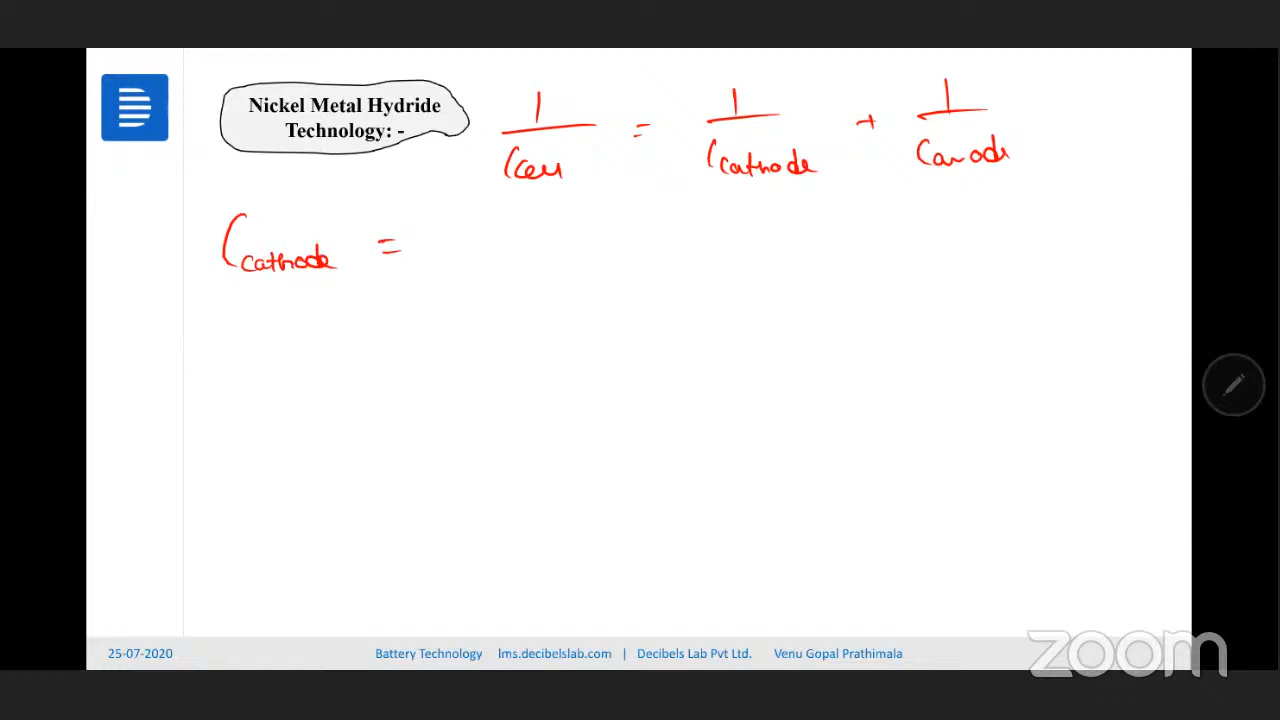 Nickel Metal Hydride
Technology: -
1/Ccell = 1/Ccathode + 1/Canode
Ccathode =
25-07-2020 Battery Technology lms.decibelslab.com | Decibels Lab Pvt Ltd. Venu Gopal Prathimala
zoom